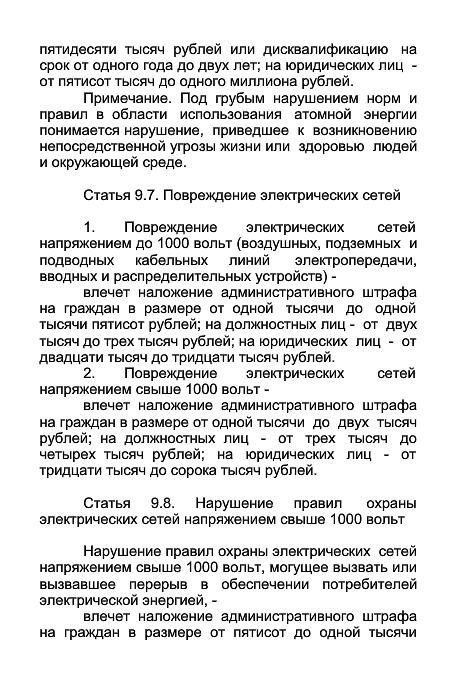 пятидесяти тысяч рублей или дисквалификацию на
срок от одного года до двух лет; на юридических лиц -
от пятисот тысяч до одного миллиона рублей.
Примечание. Под грубым нарушением норм и
правил в области использования атомной энергии
понимается нарушение, приведшее к возникновению
непосредственной угрозы жизни или здоровью людей
и окружающей среде.
Статья 9.7. Повреждение электрических сетей
1. Повреждение электрических сетей
напряжением до 1000 вольт (воздушных, подземных и
подводных кабельных линий электропередачи,
вводных и распределительных устройств) -
влечет наложение административного штрафа
на граждан в размере от одной тысячи до одной
тысячи пятисот рублей; на должностных лиц - от двух
тысяч до трех тысяч рублей; на юридических лиц - от
двадцати тысяч до тридцати тысяч рублей.
2. Повреждение электрических сетей
напряжением свыше 1000 вольт -
влечет наложение административного штрафа
на граждан в размере от одной тысячи до двух тысяч
рублей; на должностных лиц - от трех тысяч до
четырех тысяч рублей; на юридических лиц - от
тридцати тысяч до сорока тысяч рублей.
Статья 9.8. Нарушение правил охраны
электрических сетей напряжением свыше 1000 вольт
Нарушение правил охраны электрических сетей
напряжением свыше 1000 вольт, могущее вызвать или
вызвавшее перерыв в обеспечении потребителей
электрической энергией, -
влечет наложение административного штрафа
на граждан в размере от пятисот до одной тысячи